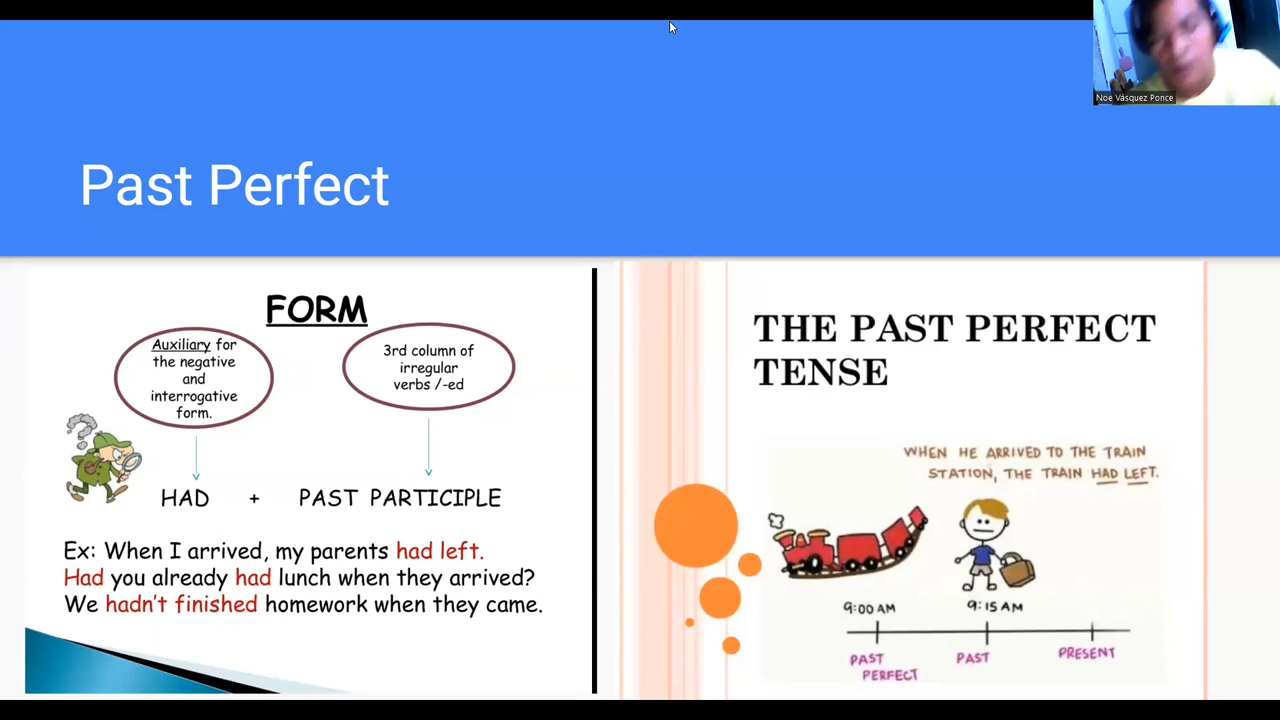 Noe Vásquez Ponce
Past Perfect
FORM
Auxiliary for
the negative
and
interrogative
form.
3rd column of
irregular
verbs /-ed
HAD + PAST PARTICIPLE
Ex: When I arrived, my parents had left.
Had you already had lunch when they arrived?
We hadn't finished homework when they came.
THE PAST PERFECT
TENSE
WHEN HE ARRIVED TO THE TRAIN
STATION, THE TRAIN HAD LEFT.
9:00 AM
9:15 AM
PAST
PERFECT
PAST
PRESENT